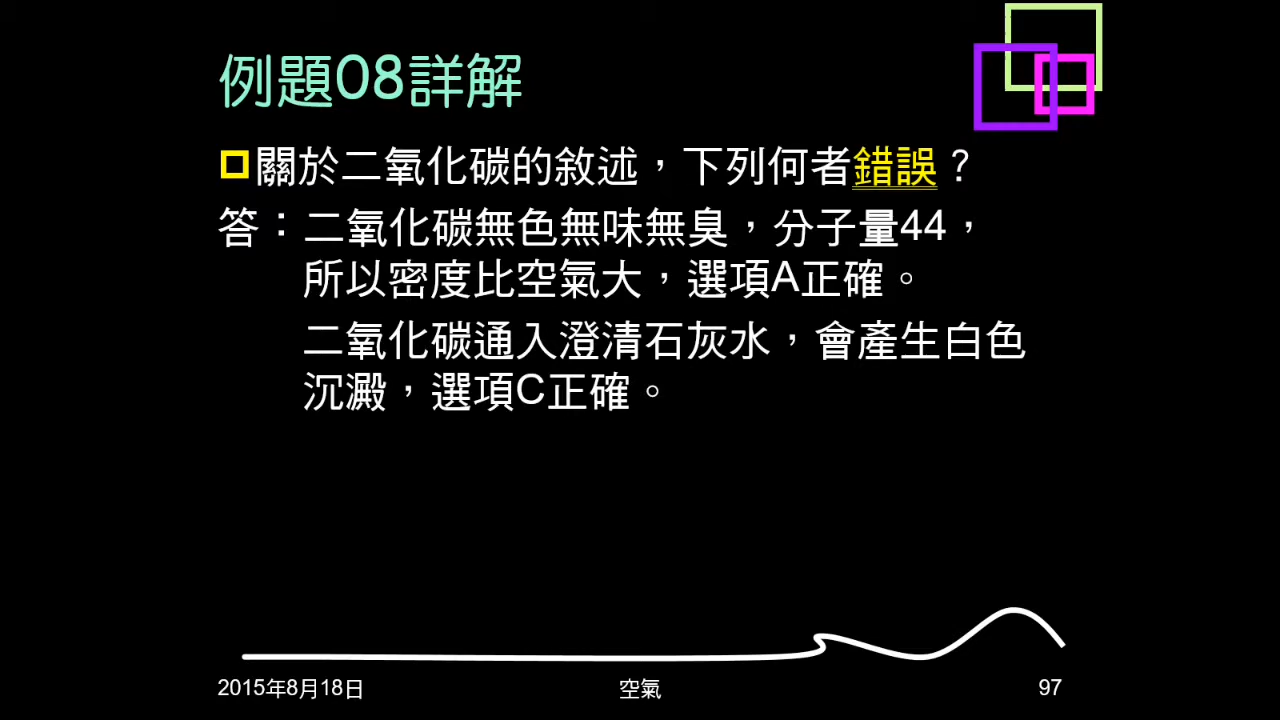 例題08詳解
關於二氧化碳的敘述，下列何者錯誤？
答：二氧化碳無色無味無臭，分子量44，
所以密度比空氣大，選項A正確。
二氧化碳通入澄清石灰水，會產生白色
沉澱，選項C正確。
2015年8月18日
空氣
97